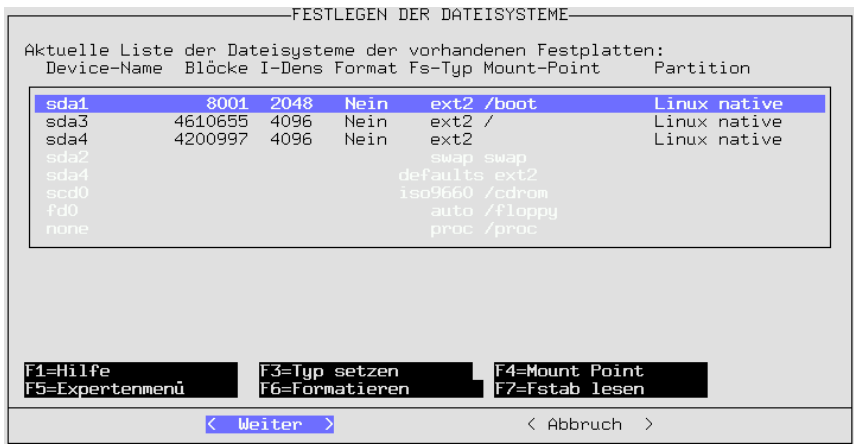 FESTLEGEN DER DATEISYSTEME
Aktuelle Liste der Dateisysteme der vorhandenen Festplatten:
Device-Name Blöcke I-Dens Format Fs-Typ Mount-Point Partition
sda1 8001 2048 Nein ext2 /boot Linux native
sda3 4610655 4096 Nein ext2 / Linux native
sda4 4200997 4096 Nein ext2 Linux native
sda2 swap swap
sda4 defaults ext2
scd0 iso9660 /cdrom
fd0 auto /floppy
none proc /proc
F1=Hilfe F3=Typ setzen F4=Mount Point
F5=Expertenmenü F6=Formatieren F7=Fstab lesen
< Weiter > < Abbruch >